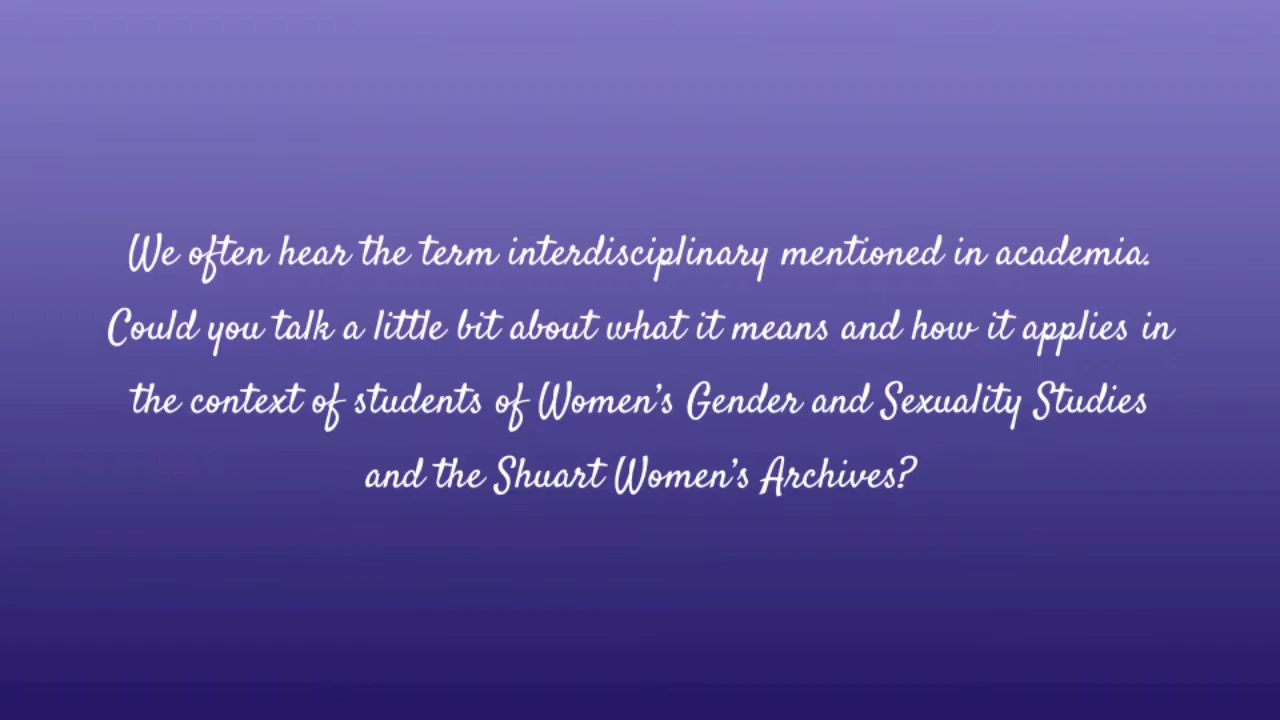 We often hear the term interdisciplinary mentioned in academia.
Could you talk a little bit about what it means and how it applies in
the context of students of Women's Gender and Sexuality Studies
and the Shuart Women's Archives?